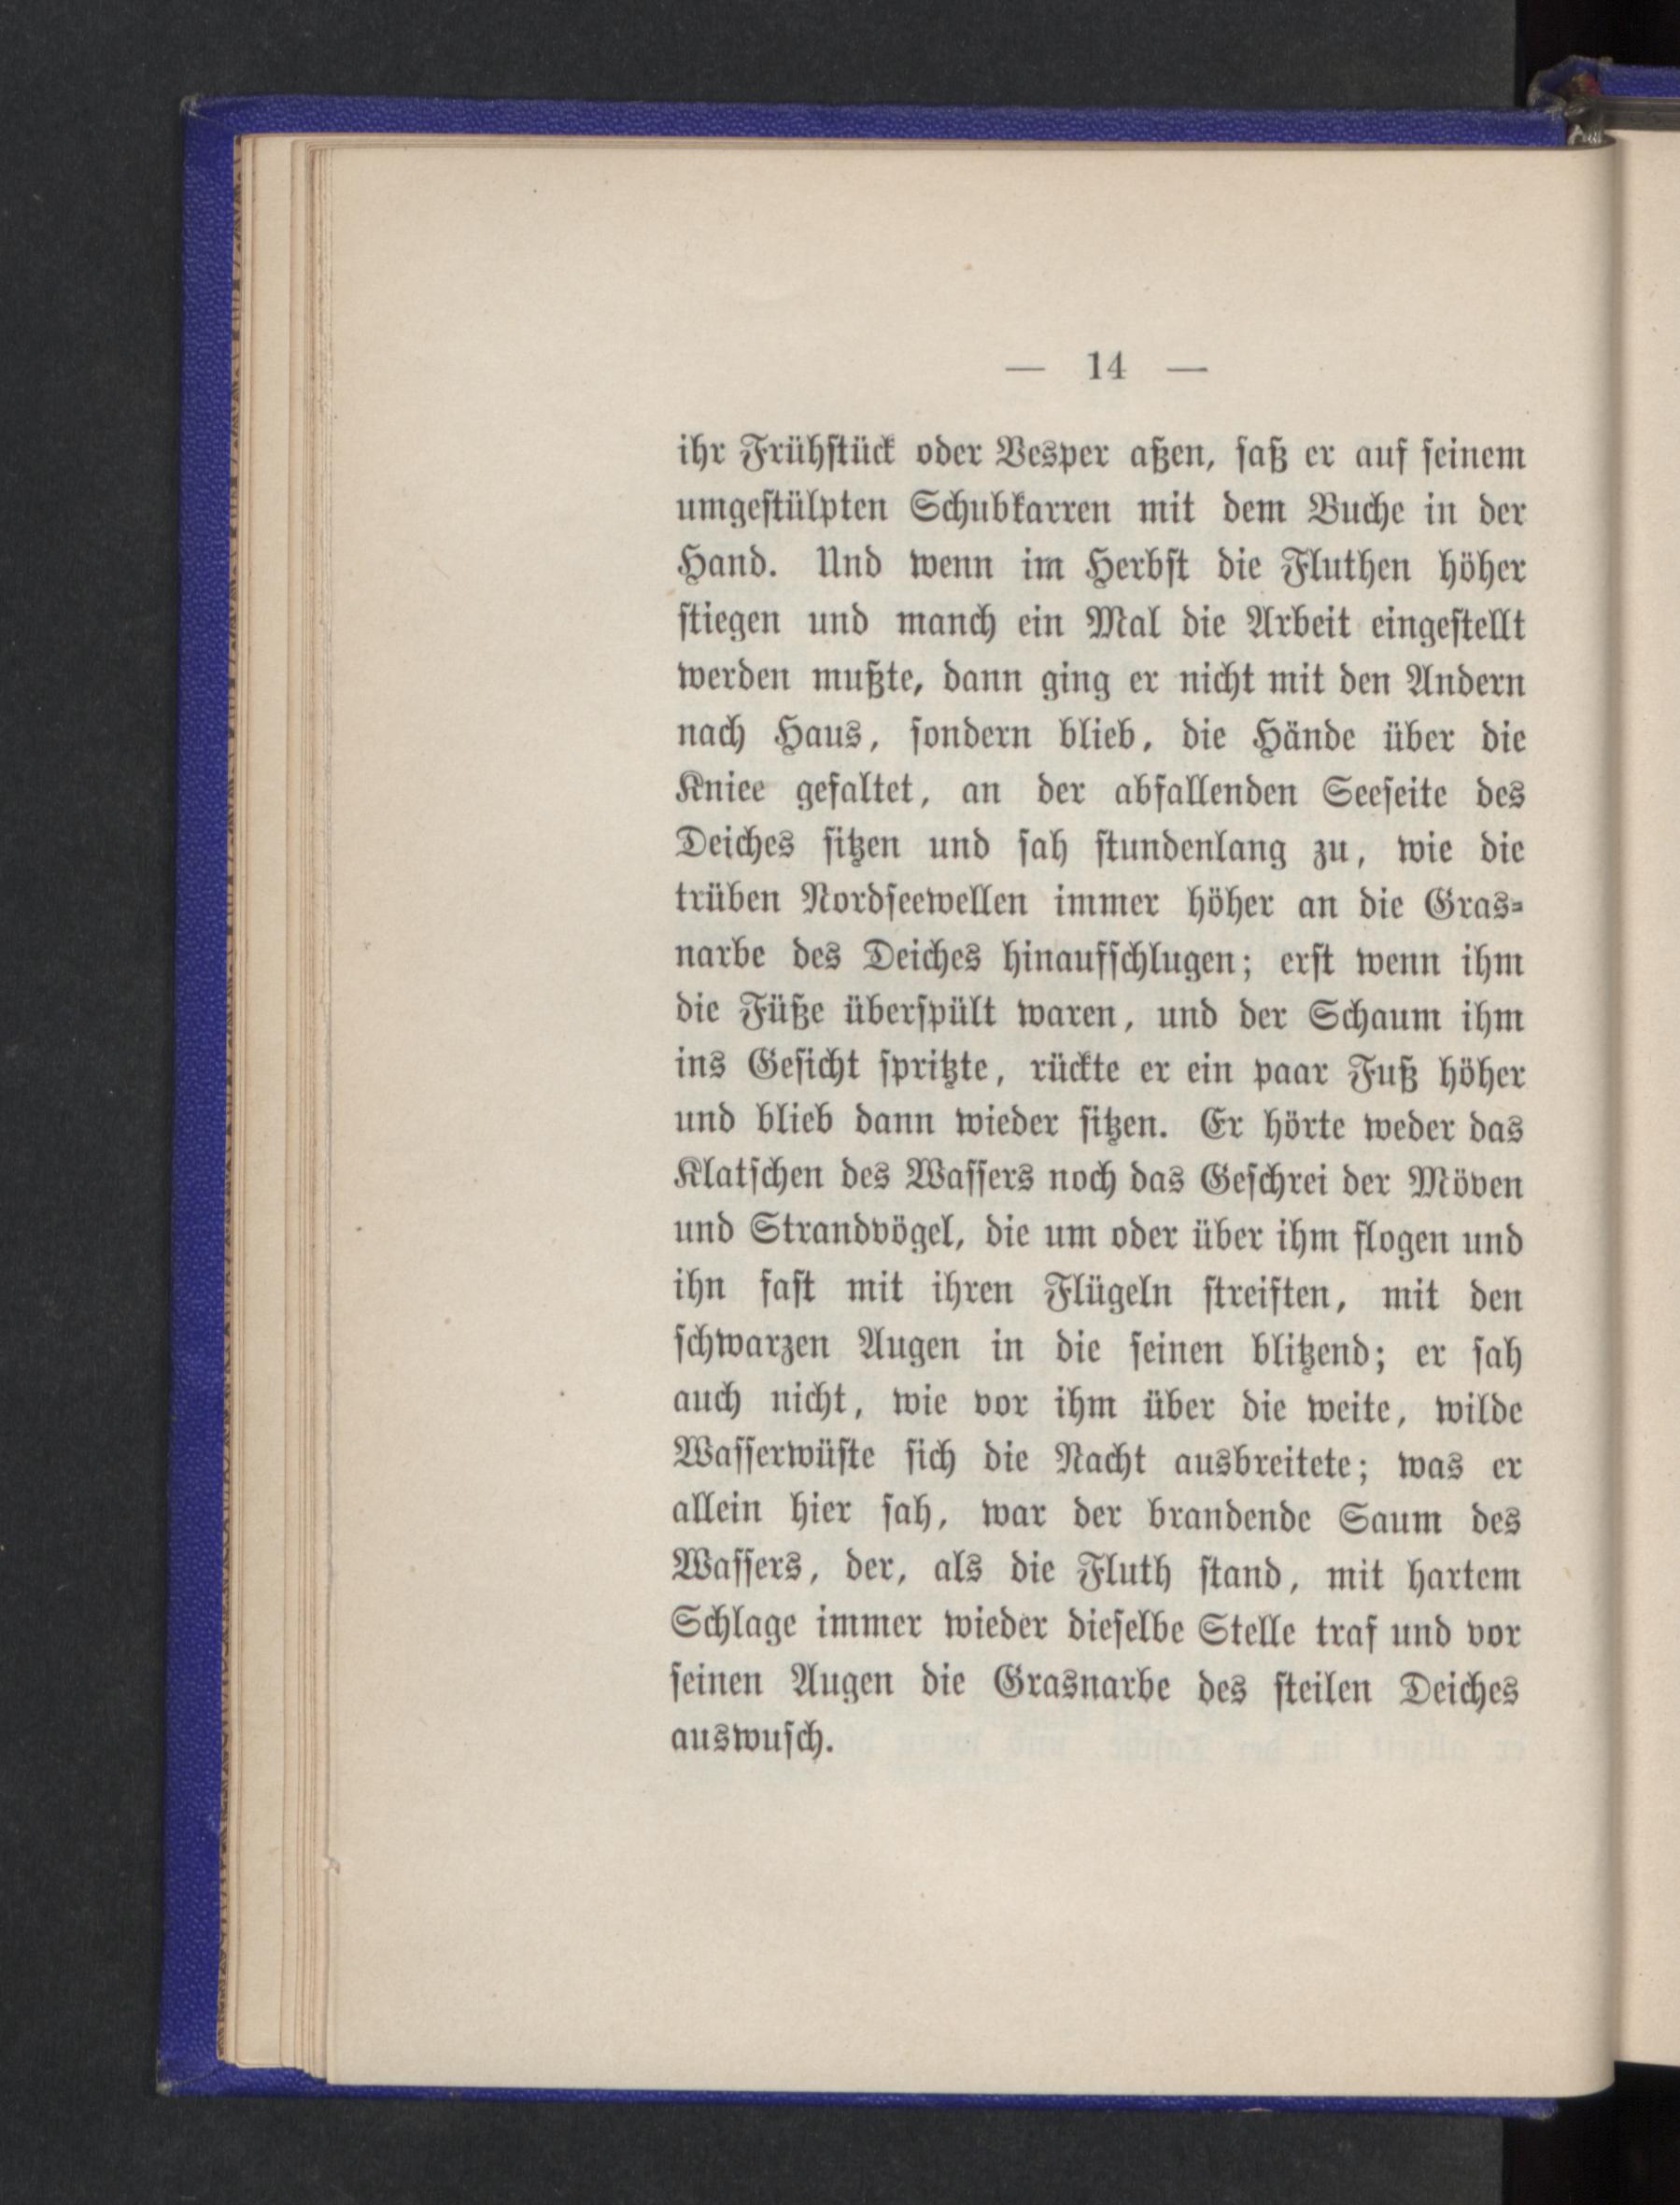 — 14 —
ihr Frühstück oder Vesper aßen, saß er auf seinem
umgestülpten Schubkarren mit dem Buche in der
Hand. Und wenn im Herbst die Fluthen höher
stiegen und manch ein Mal die Arbeit eingestellt
werden mußte, dann ging er nicht mit den Andern
nach Haus, sondern blieb, die Hände über die
Kniee gefaltet, an der abfallenden Seeseite des
Deiches sitzen und sah stundenlang zu, wie die
trüben Nordseewellen immer höher an die Gras-
narbe des Deiches hinaufschlugen; erst wenn ihm
die Füße überspült waren, und der Schaum ihm
ins Gesicht spritzte, rückte er ein paar Fuß höher
und blieb dann wieder sitzen. Er hörte weder das
Klatschen des Wassers noch das Geschrei der Möven
und Strandvögel, die um oder über ihm flogen und
ihn fast mit ihren Flügeln streiften, mit den
schwarzen Augen in die seinen blitzend; er sah
auch nicht, wie vor ihm über die weite, wilde
Wasserwüste sich die Nacht ausbreitete; was er
allein hier sah, war der brandende Saum des
Wassers, der, als die Fluth stand, mit hartem
Schlage immer wieder dieselbe Stelle traf und vor
seinen Augen die Grasnarbe des steilen Deiches
auswusch.